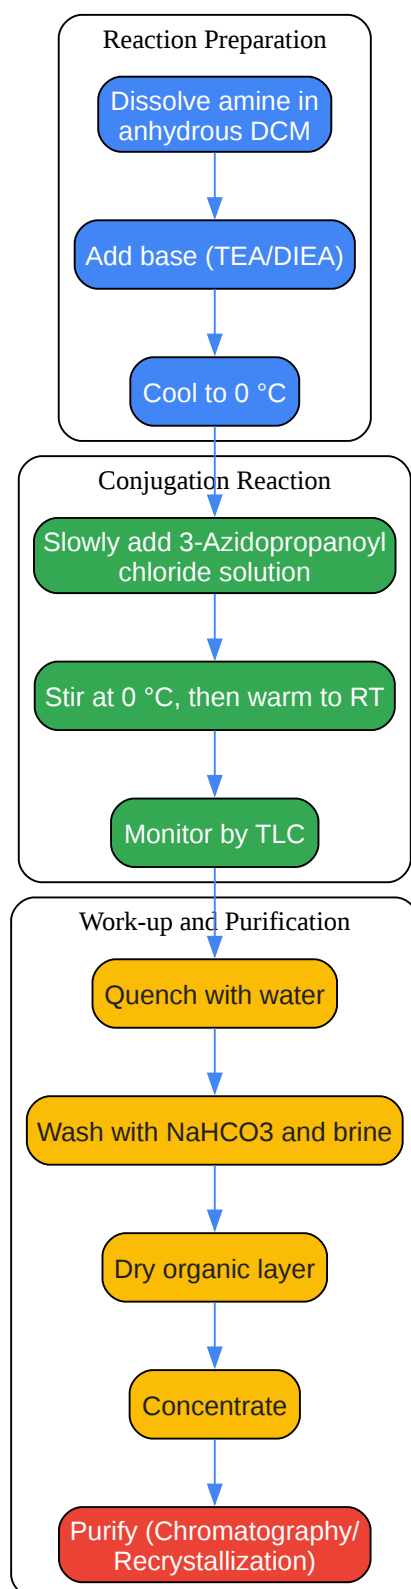 Reaction Preparation
Dissolve amine in
anhydrous DCM
Add base (TEA/DIEA)
Cool to 0 °C
Conjugation Reaction
Slowly add 3-Azidopropanoyl
chloride solution
Stir at 0 °C, then warm to RT
Monitor by TLC
Work-up and Purification
Quench with water
Wash with NaHCO3 and brine
Dry organic layer
Concentrate
Purify (Chromatography/
Recrystallization)